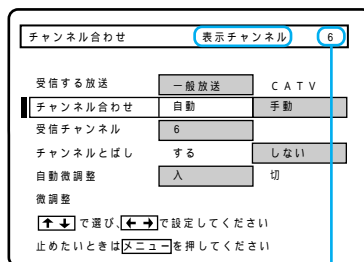 チャンネル合わせ 表示チャンネル 6
受信する放送 一般放送 CATV
チャンネル合わせ 自動 手動
受信チャンネル 6
チャンネルとばし する しない
自動微調整 入 切
微調整
↑↓で選び、←→で設定してください
止めたいときはメニューを押してください